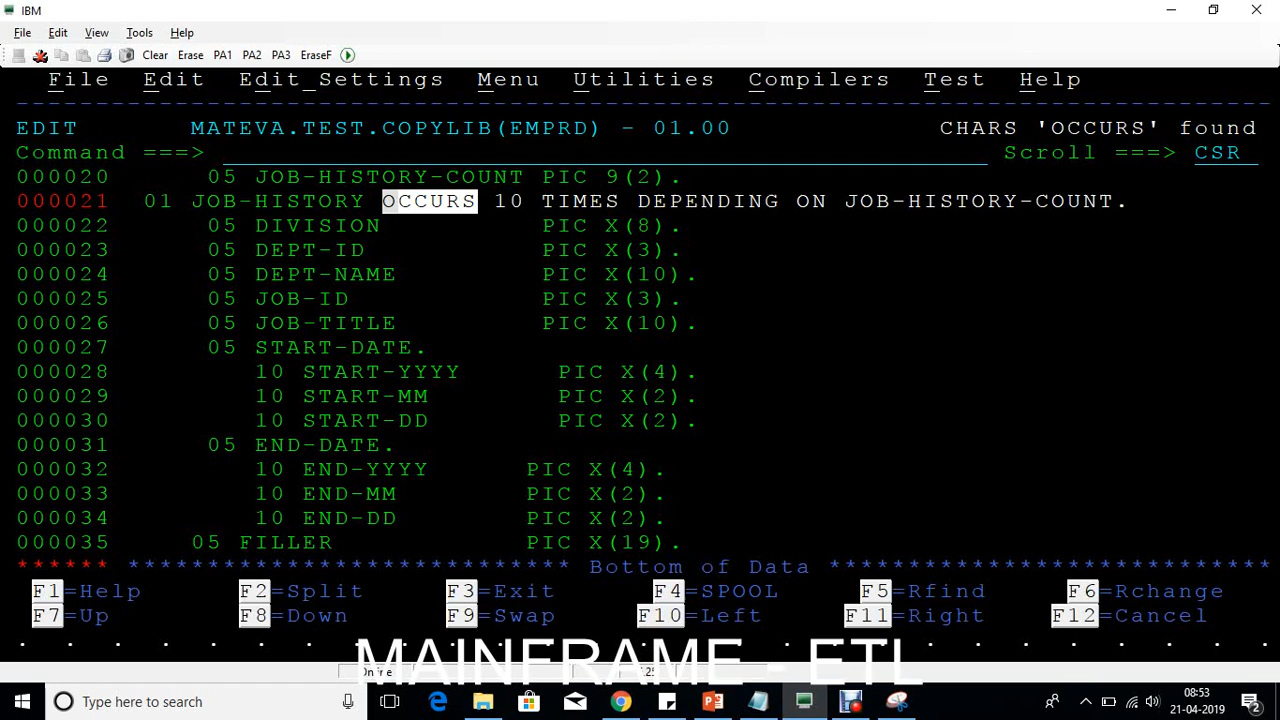 IBM
File Edit View Tools Help
Clear Erase PA1 PA2 PA3 EraseF
File Edit Edit_Settings Menu Utilities Compilers Test Help
EDIT MATEVA.TEST.COPYLIB(EMPRD) - 01.00 CHARS 'OCCURS' found
Command ===> Scroll ===> CSR
000020 05 JOB-HISTORY-COUNT PIC 9(2).
000021 01 JOB-HISTORY OCCURS 10 TIMES DEPENDING ON JOB-HISTORY-COUNT.
000022 05 DIVISION PIC X(8).
000023 05 DEPT-ID PIC X(3).
000024 05 DEPT-NAME PIC X(10).
000025 05 JOB-ID PIC X(3).
000026 05 JOB-TITLE PIC X(10).
000027 05 START-DATE.
000028 10 START-YYYY PIC X(4).
000029 10 START-MM PIC X(2).
000030 10 START-DD PIC X(2).
000031 05 END-DATE.
000032 10 END-YYYY PIC X(4).
000033 10 END-MM PIC X(2).
000034 10 END-DD PIC X(2).
000035 05 FILLER PIC X(19).
****** **************************** Bottom of Data ****************************
F1=Help F2=Split F3=Exit F4=SPOOL F5=Rfind F6=Rchange
F7=Up F8=Down F9=Swap F10=Left F11=Right F12=Cancel
MAINFRAME - ETL
Online
Type here to search
08:53
21-04-2019
2